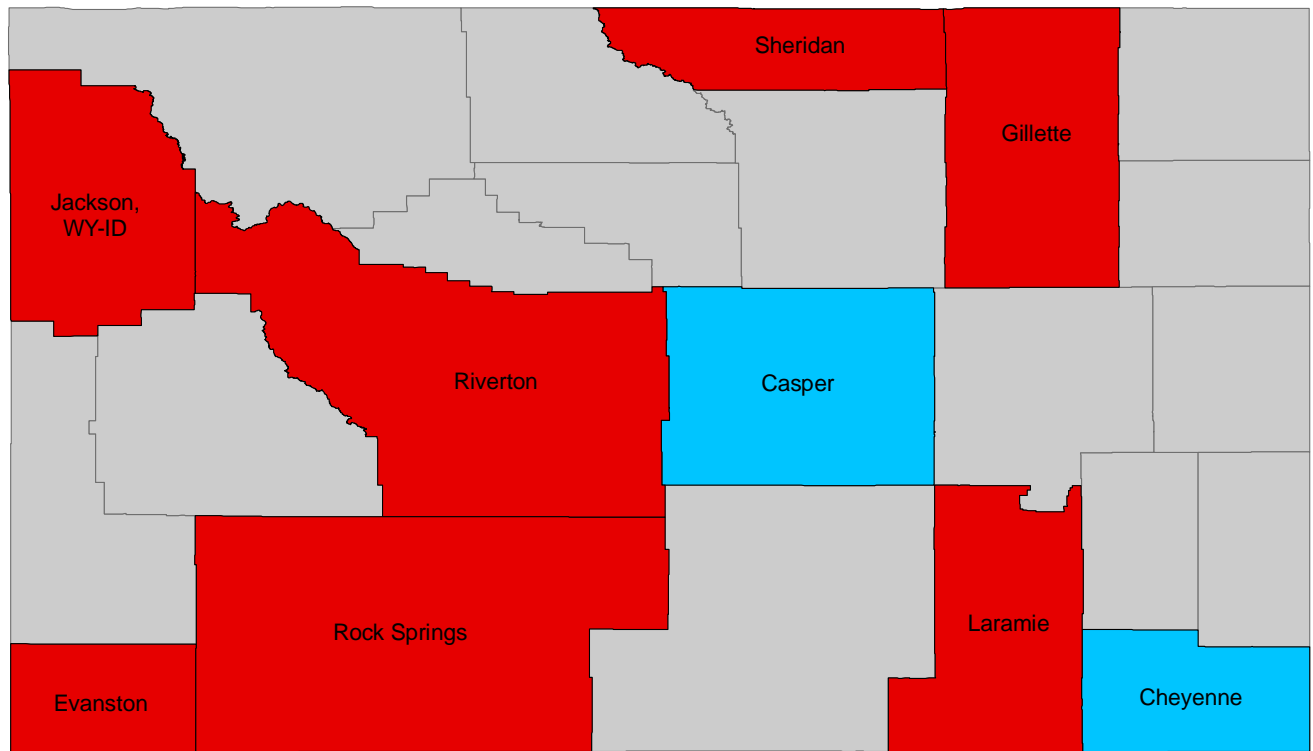 Sheridan
Gillette
Jackson,
WY-ID
Riverton
Casper
Rock Springs
Laramie
Evanston
Cheyenne